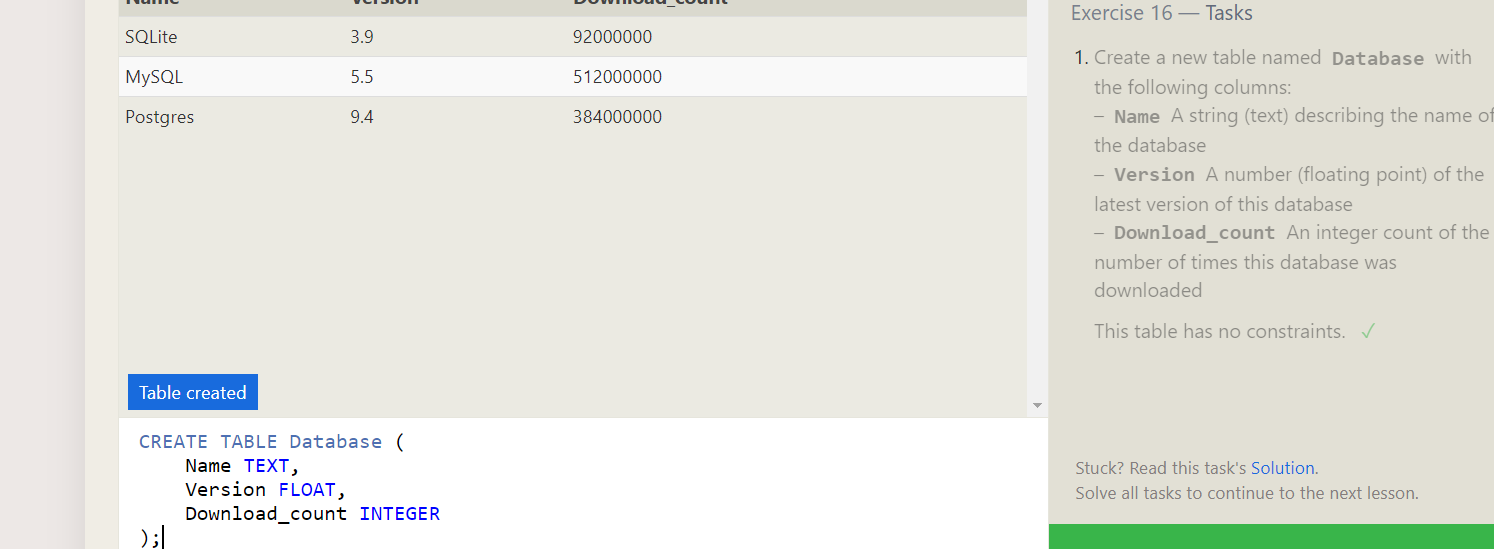 Name Version Download_count
SQLite 3.9 92000000
MySQL 5.5 512000000
Postgres 9.4 384000000
Table created
CREATE TABLE Database (
Name TEXT,
Version FLOAT,
Download_count INTEGER
);
Exercise 16 — Tasks
1. Create a new table named Database with
the following columns:
– Name A string (text) describing the name of
the database
– Version A number (floating point) of the
latest version of this database
– Download_count An integer count of the
number of times this database was
downloaded
This table has no constraints. ✓
Stuck? Read this task's Solution.
Solve all tasks to continue to the next lesson.